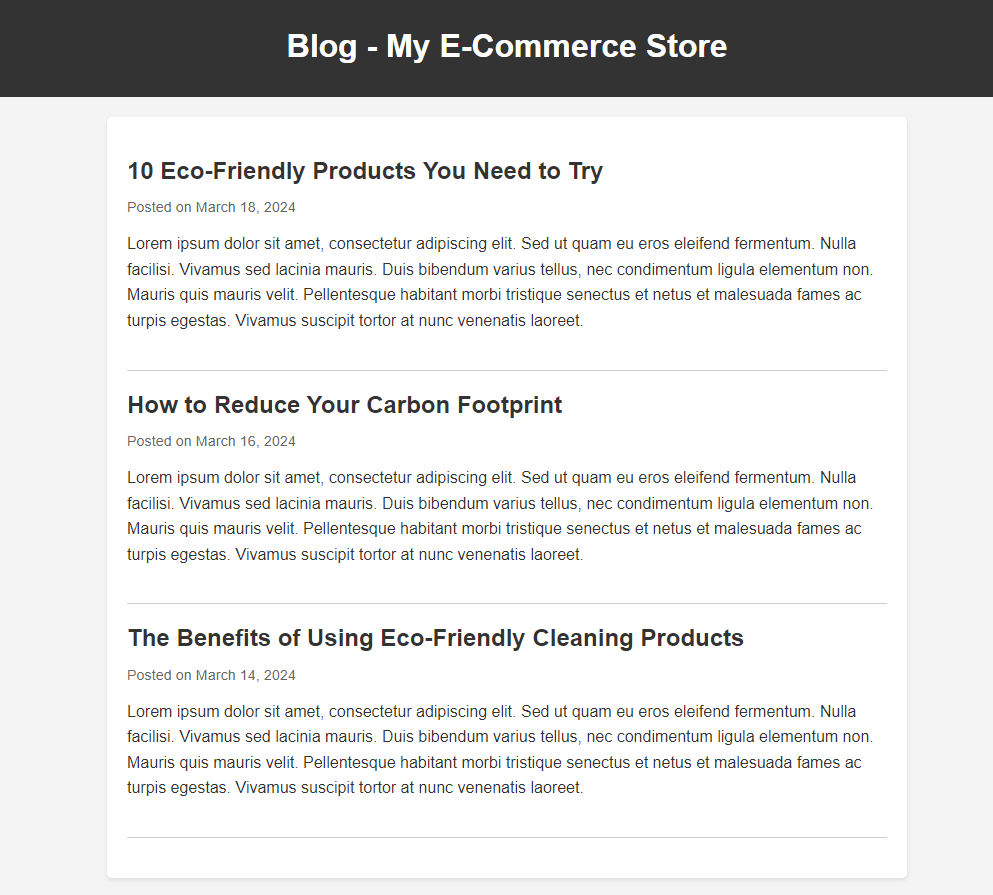 Blog - My E-Commerce Store
10 Eco-Friendly Products You Need to Try
Posted on March 18, 2024
Lorem ipsum dolor sit amet, consectetur adipiscing elit. Sed ut quam eu eros eleifend fermentum. Nulla
facilisi. Vivamus sed lacinia mauris. Duis bibendum varius tellus, nec condimentum ligula elementum non.
Mauris quis mauris velit. Pellentesque habitant morbi tristique senectus et netus et malesuada fames ac
turpis egestas. Vivamus suscipit tortor at nunc venenatis laoreet.
How to Reduce Your Carbon Footprint
Posted on March 16, 2024
Lorem ipsum dolor sit amet, consectetur adipiscing elit. Sed ut quam eu eros eleifend fermentum. Nulla
facilisi. Vivamus sed lacinia mauris. Duis bibendum varius tellus, nec condimentum ligula elementum non.
Mauris quis mauris velit. Pellentesque habitant morbi tristique senectus et netus et malesuada fames ac
turpis egestas. Vivamus suscipit tortor at nunc venenatis laoreet.
The Benefits of Using Eco-Friendly Cleaning Products
Posted on March 14, 2024
Lorem ipsum dolor sit amet, consectetur adipiscing elit. Sed ut quam eu eros eleifend fermentum. Nulla
facilisi. Vivamus sed lacinia mauris. Duis bibendum varius tellus, nec condimentum ligula elementum non.
Mauris quis mauris velit. Pellentesque habitant morbi tristique senectus et netus et malesuada fames ac
turpis egestas. Vivamus suscipit tortor at nunc venenatis laoreet.